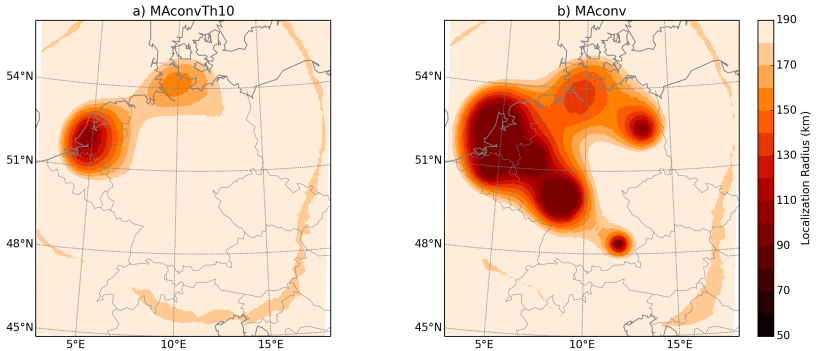 a) MAconvTh10
b) MAconv
54°N
51°N
48°N
45°N
5°E
10°E
15°E
54°N
51°N
48°N
45°N
5°E
10°E
15°E
190
170
150
130
110
90
70
50
Localization Radius (km)